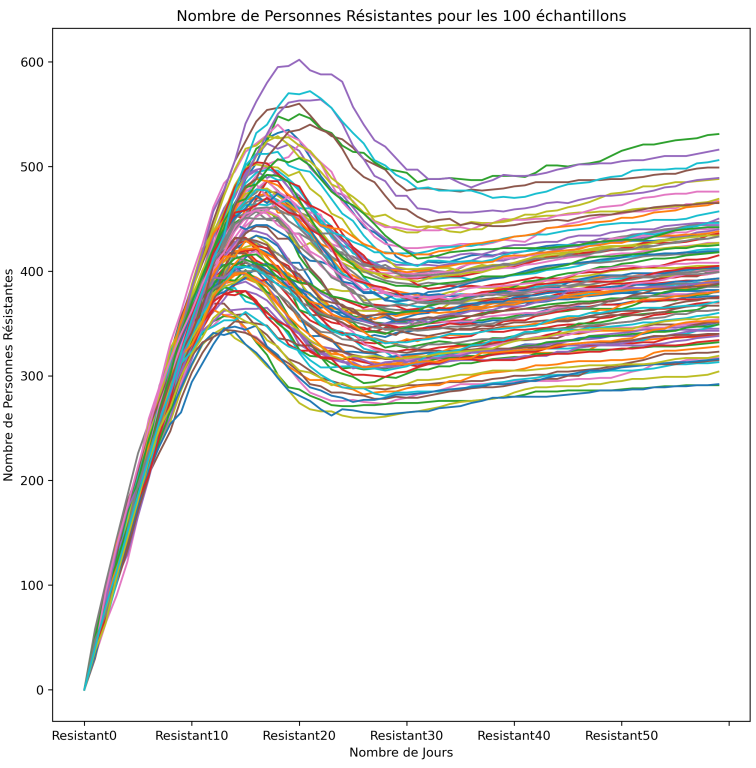 Nombre de Personnes Résistantes pour les 100 échantillons
Nombre de Personnes Résistantes
600
500
400
300
200
100
0
Resistant0 Resistant10 Resistant20 Resistant30 Resistant40 Resistant50
Nombre de Jours